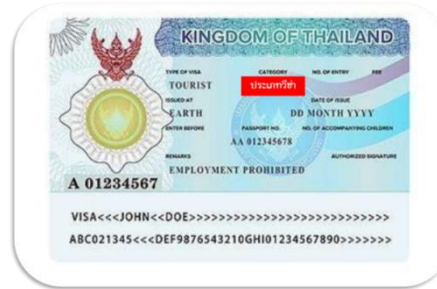 KINGDOM OF THAILAND
TYPE OF VISA CATEGORY NO. OF ENTRY FEE
TOURIST ประเภทวีซ่า
ISSUED AT DATE OF ISSUE
EARTH DD MONTH YYYY
ENTER BEFORE PASSPORT NO. NO. OF ACCOMPANYING CHILDREN
AA 012345678
REMARKS AUTHORIZED SIGNATURE
EMPLOYMENT PROHIBITED
A 01234567
VISA<<<JOHN<<DOE>>>>>>>>>>>>>>>>>>>>>>>>>>>
ABC021345<<<DEF9876543210GHI01234567890>>>>>>>